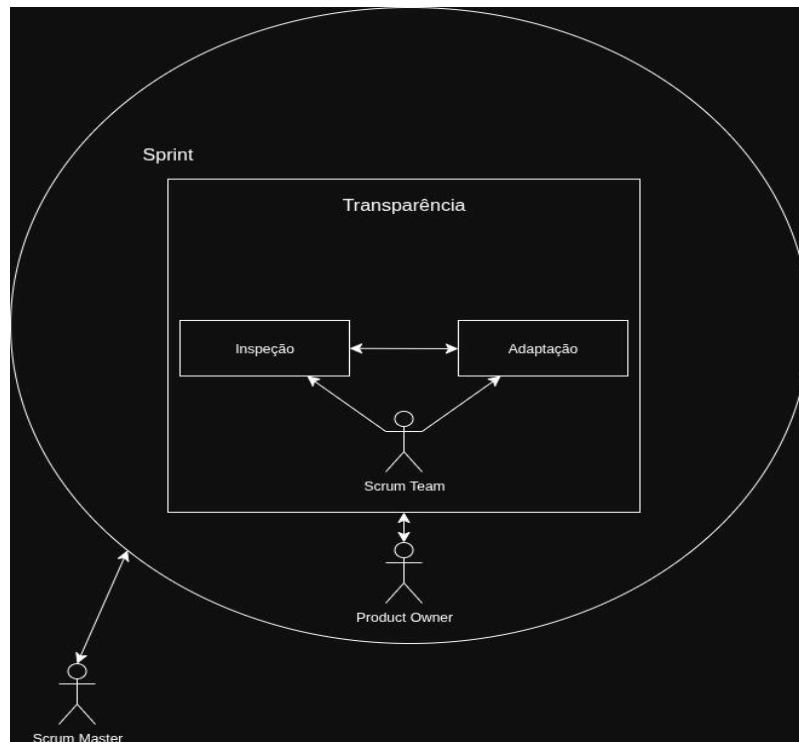 Sprint
Transparência
Inspeção
Adaptação
Scrum Team
Product Owner
Scrum Master